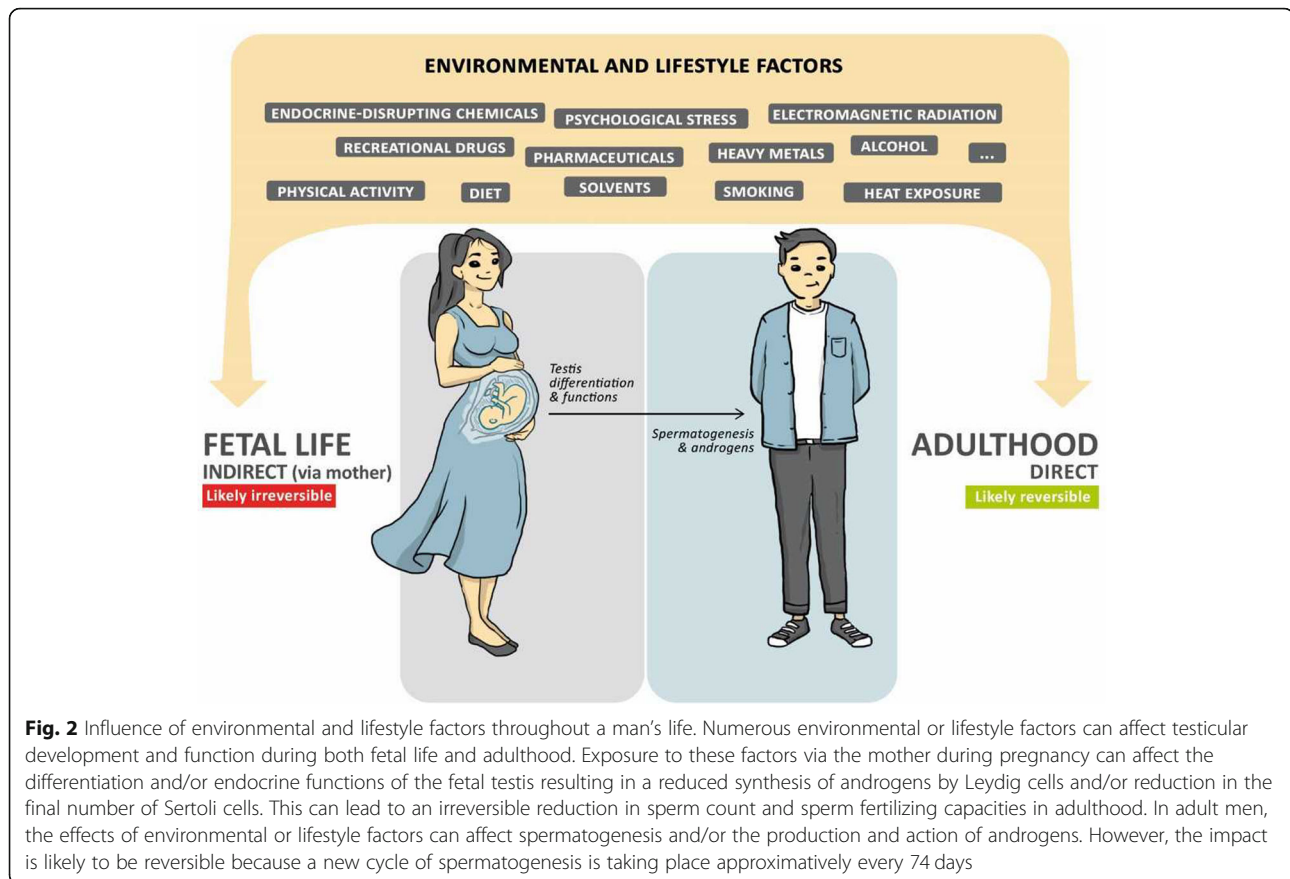 ENVIRONMENTAL AND LIFESTYLE FACTORS
ENDOCRINE-DISRUPTING CHEMICALS
PSYCHOLOGICAL STRESS
ELECTROMAGNETIC RADIATION
RECREATIONAL DRUGS
PHARMACEUTICALS
HEAVY METALS
ALCOHOL
...
PHYSICAL ACTIVITY
DIET
SOLVENTS
SMOKING
HEAT EXPOSURE
Testis
differentiation
& functions
Spermatogenesis
& androgens
FETAL LIFE
INDIRECT (via mother)
Likely irreversible
ADULTHOOD
DIRECT
Likely reversible
Fig. 2 Influence of environmental and lifestyle factors throughout a man's life. Numerous environmental or lifestyle factors can affect testicular
development and function during both fetal life and adulthood. Exposure to these factors via the mother during pregnancy can affect the
differentiation and/or endocrine functions of the fetal testis resulting in a reduced synthesis of androgens by Leydig cells and/or reduction in the
final number of Sertoli cells. This can lead to an irreversible reduction in sperm count and sperm fertilizing capacities in adulthood. In adult men,
the effects of environmental or lifestyle factors can affect spermatogenesis and/or the production and action of androgens. However, the impact
is likely to be reversible because a new cycle of spermatogenesis is taking place approximatively every 74 days